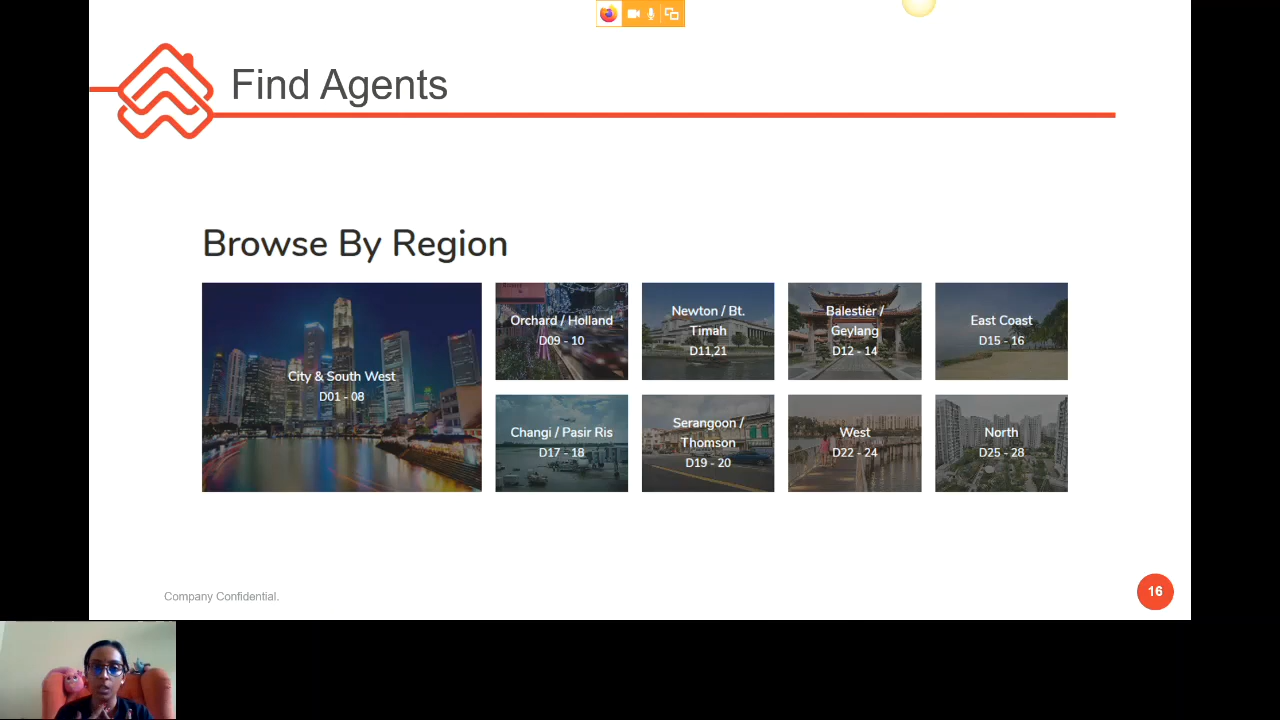 Find Agents
Browse By Region
City & South West
D01 - 08
Orchard / Holland
D09 - 10
Newton / Bt.
Timah
D11,21
Balestier /
Geylang
D12 - 14
East Coast
D15 - 16
Changi / Pasir Ris
D17 - 18
Serangoon /
Thomson
D19 - 20
West
D22 - 24
North
D25 - 28
Company Confidential.
16